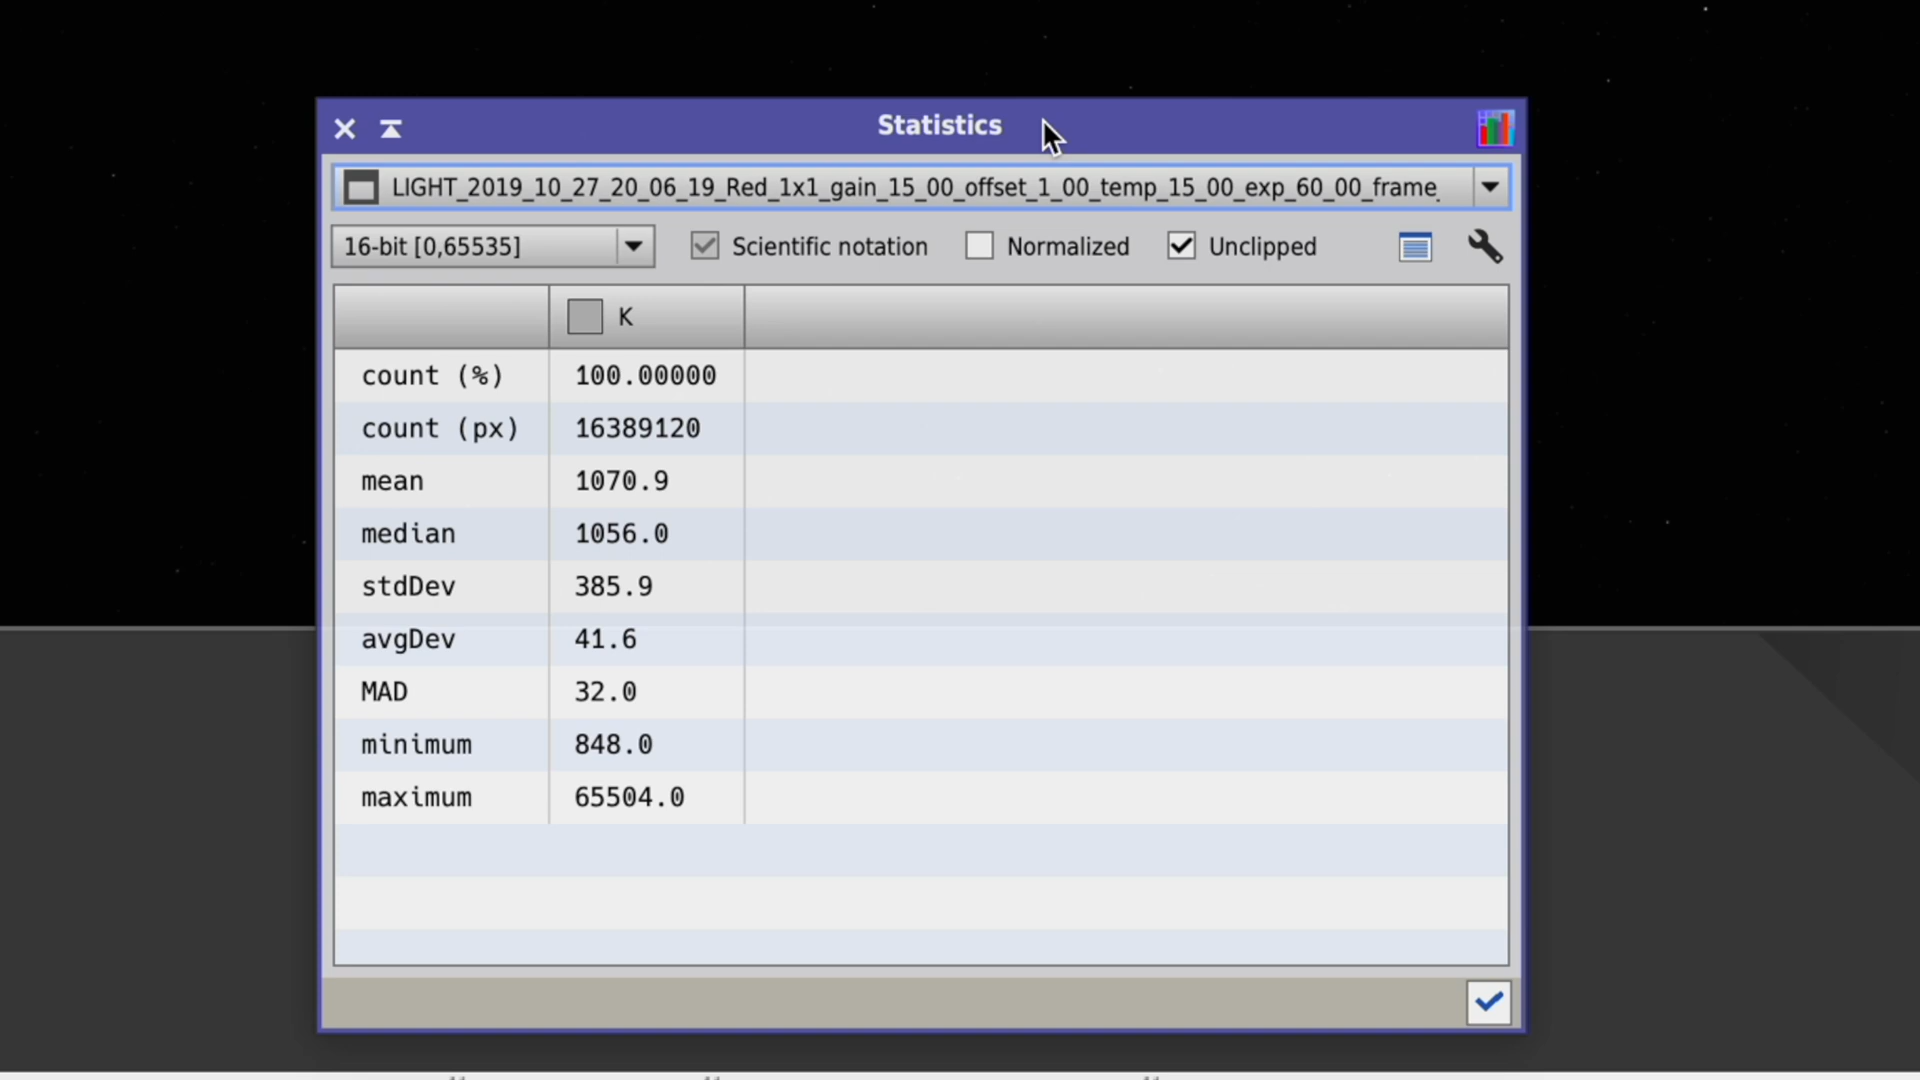 Statistics
LIGHT_2019_10_27_20_06_19_Red_1x1_gain_15_00_offset_1_00_temp_15_00_exp_60_00_frame_
16-bit [0,65535] Scientific notation Normalized Unclipped
K
count (%) 100.00000
count (px) 16389120
mean 1070.9
median 1056.0
stdDev 385.9
avgDev 41.6
MAD 32.0
minimum 848.0
maximum 65504.0